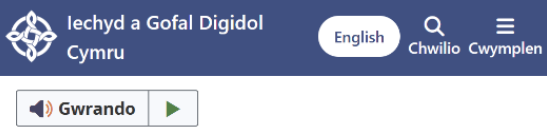 Iechyd a Gofal Digidol
Cymru
English
Chwilio Cwymplen
Gwrando